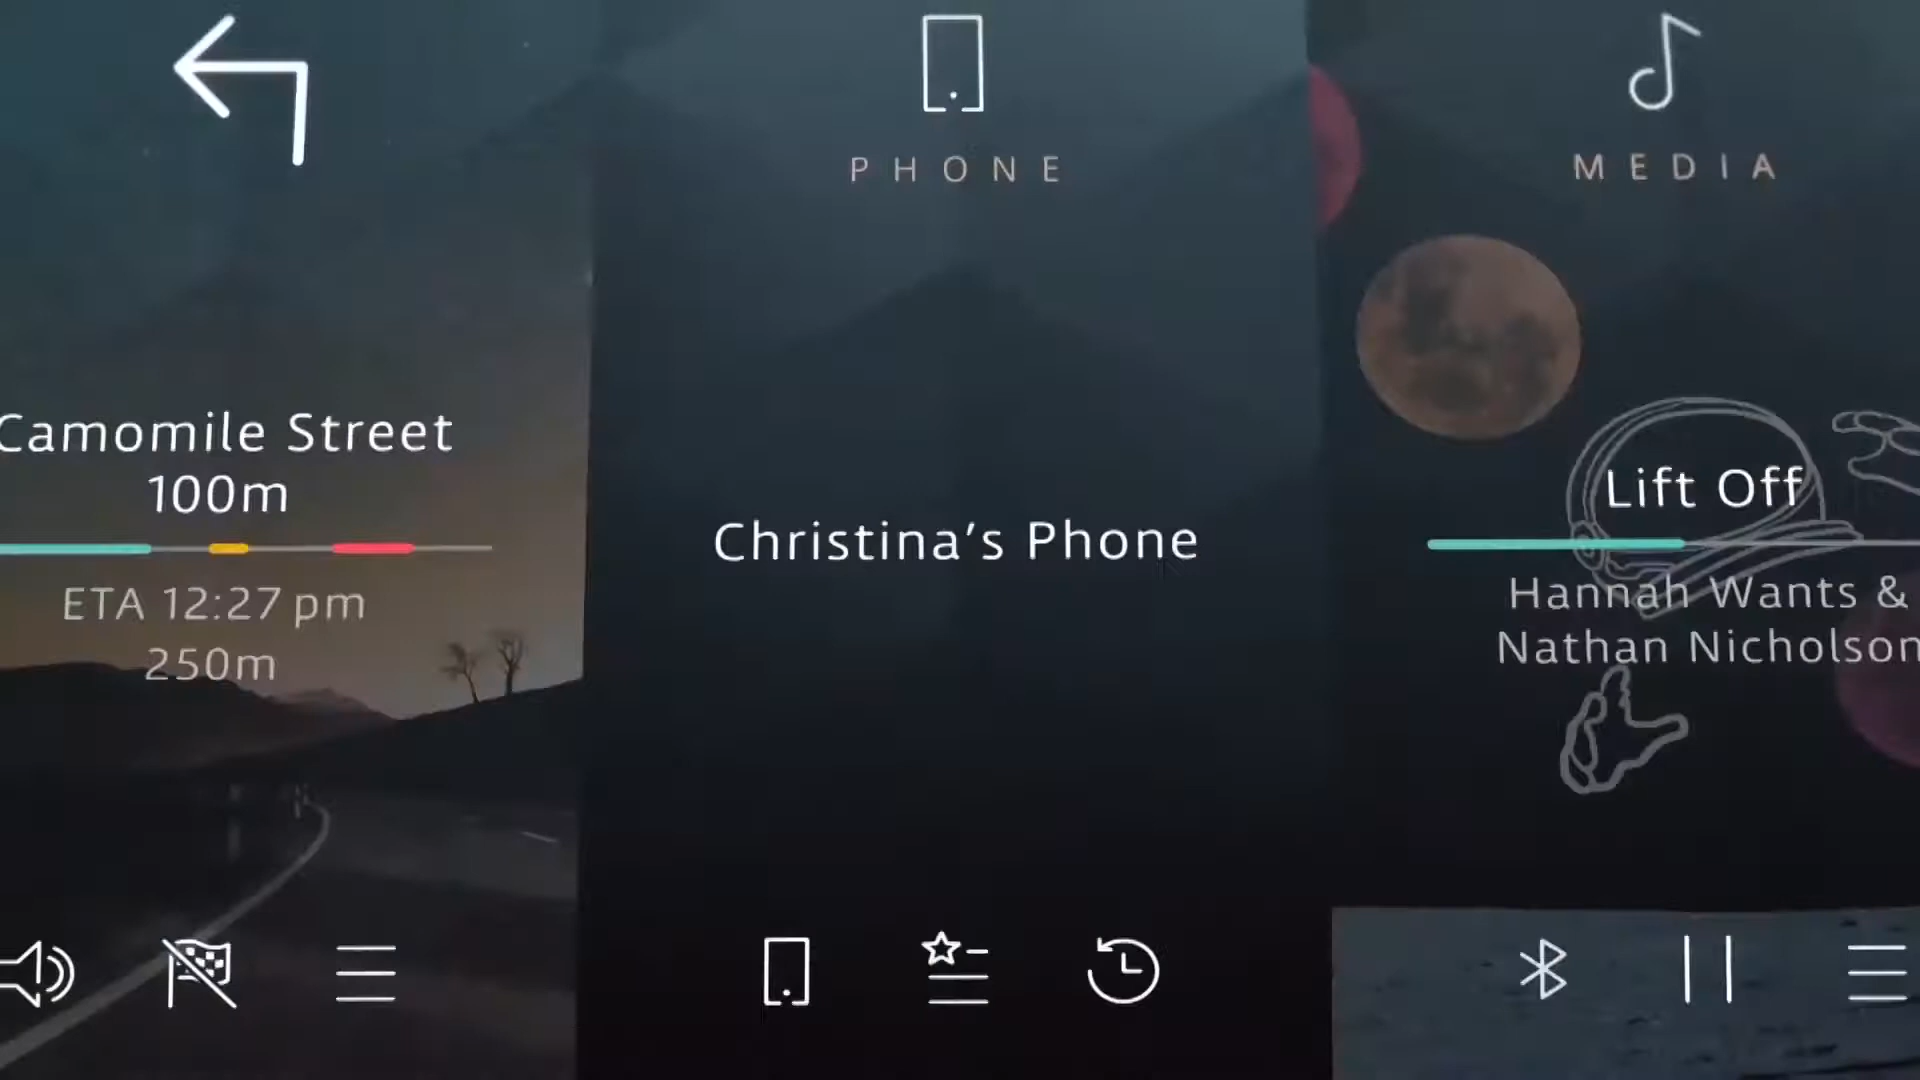 Camomile Street
100m
ETA 12:27 pm
250m
PHONE
Christina's Phone
MEDIA
Lift Off
Hannah Wants &
Nathan Nicholson